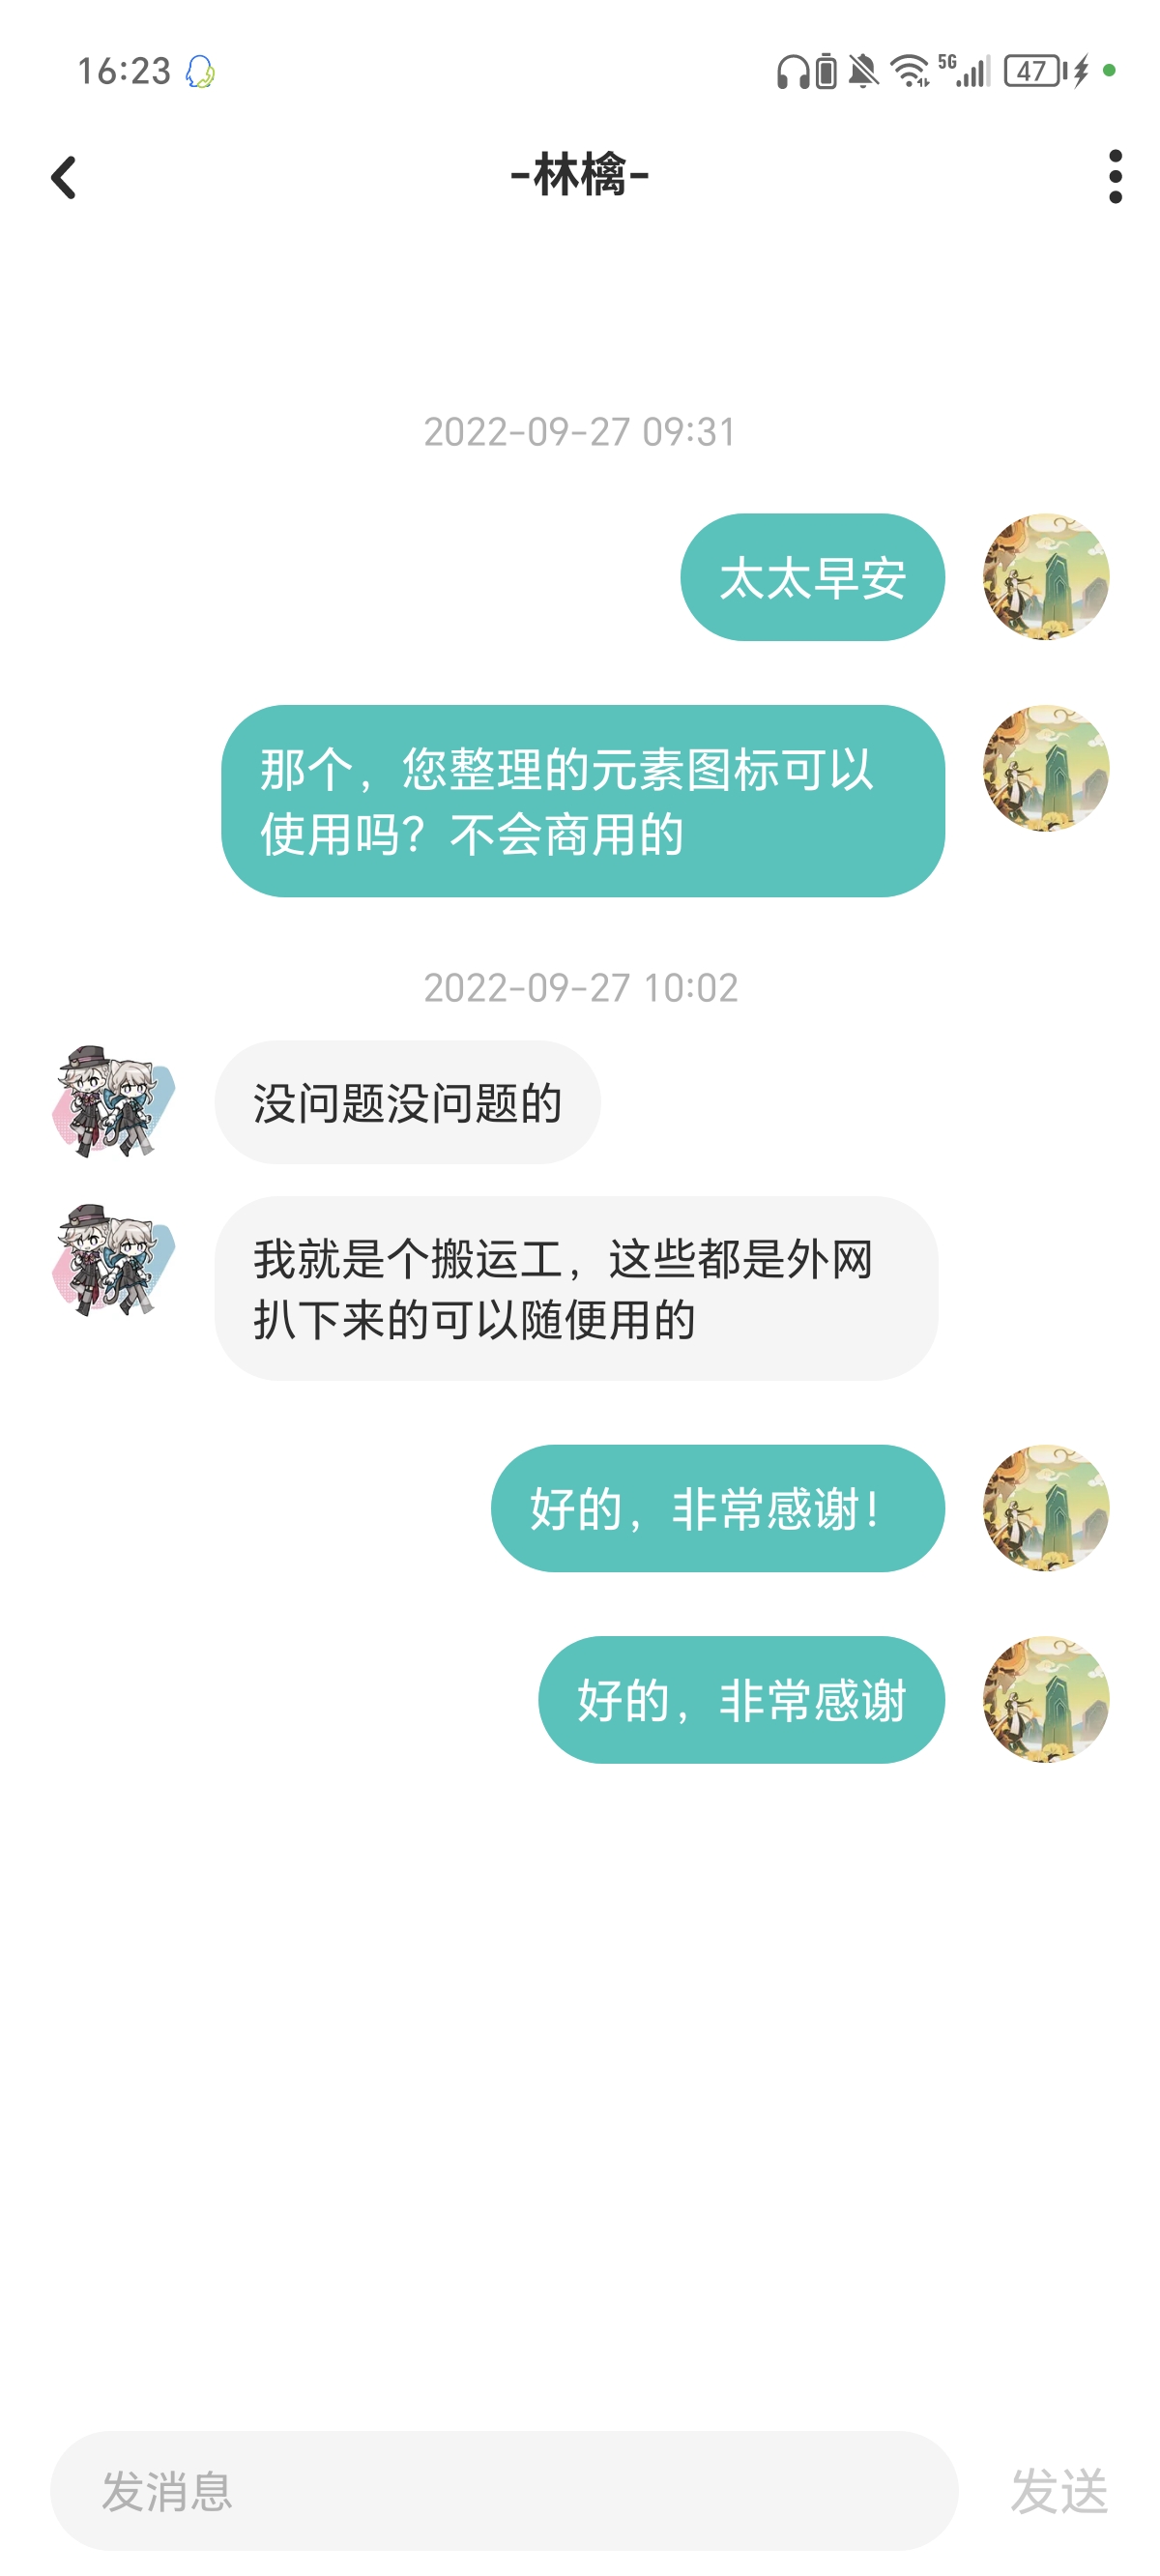 16:23
5G
47
-林檎-
2022-09-27 09:31
太太早安
那个，您整理的元素图标可以
使用吗？不会商用的
2022-09-27 10:02
没问题没问题的
我就是个搬运工，这些都是外网
扒下来的可以随便用的
好的，非常感谢！
好的，非常感谢
发消息
发送